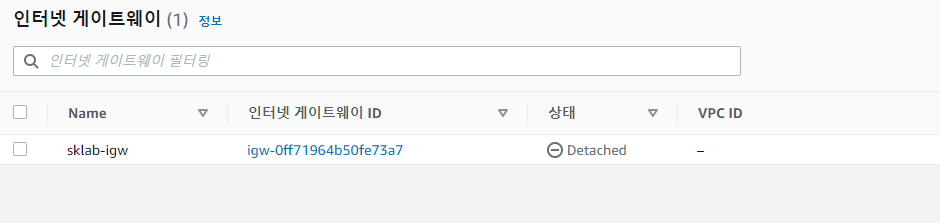 인터넷 게이트웨이 (1) 정보
인터넷 게이트웨이 필터링
Name 인터넷 게이트웨이 ID 상태 VPC ID
sklab-igw igw-0ff71964b50fe73a7 Detached –